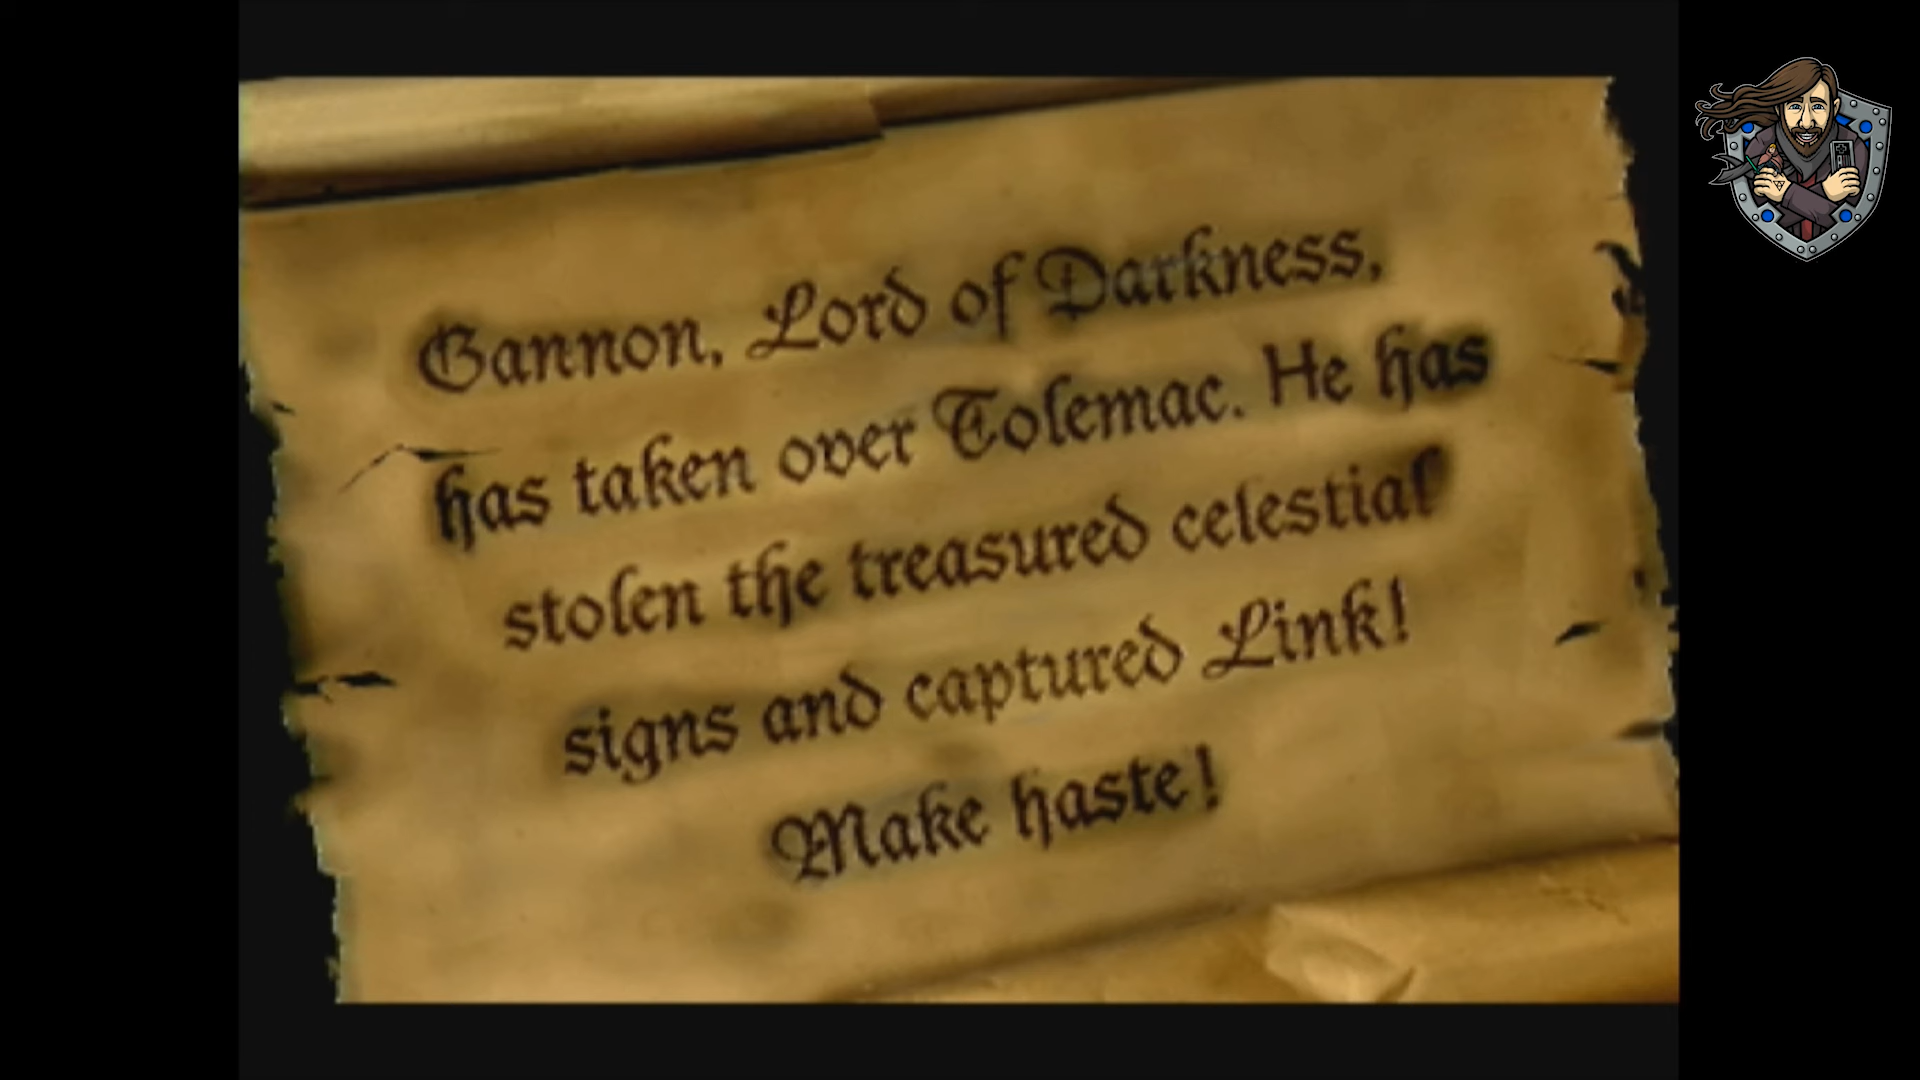 Gannon, Lord of Darkness,
has taken over Tolemac. He has
stolen the treasured celestial
signs and captured Link!
Make haste!